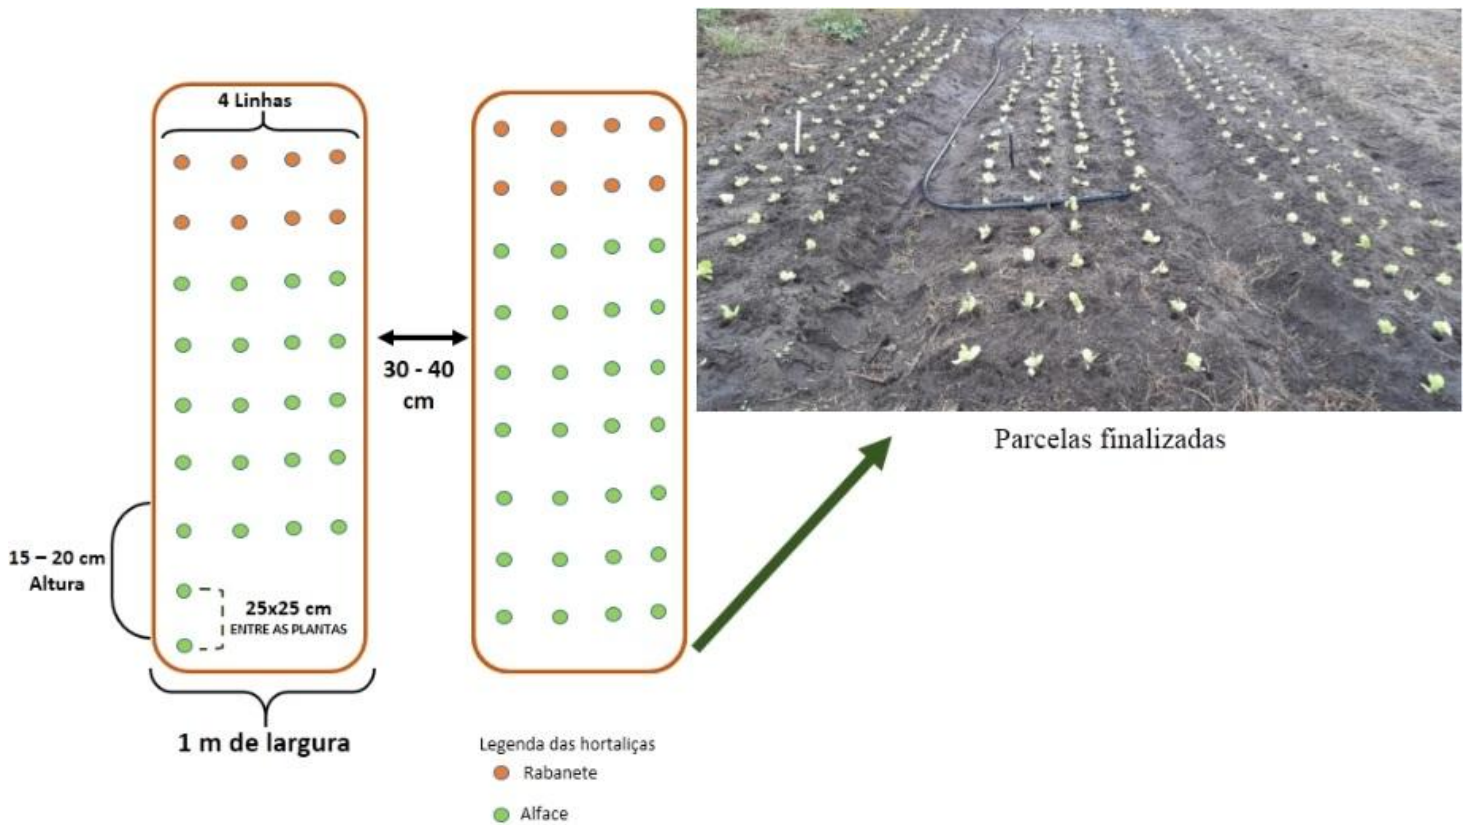 4 Linhas
30 - 40
cm
15 – 20 cm
Altura
25x25 cm
ENTRE AS PLANTAS
1 m de largura
Parcelas finalizadas
Legenda das hortaliças
Rabanete
Alface